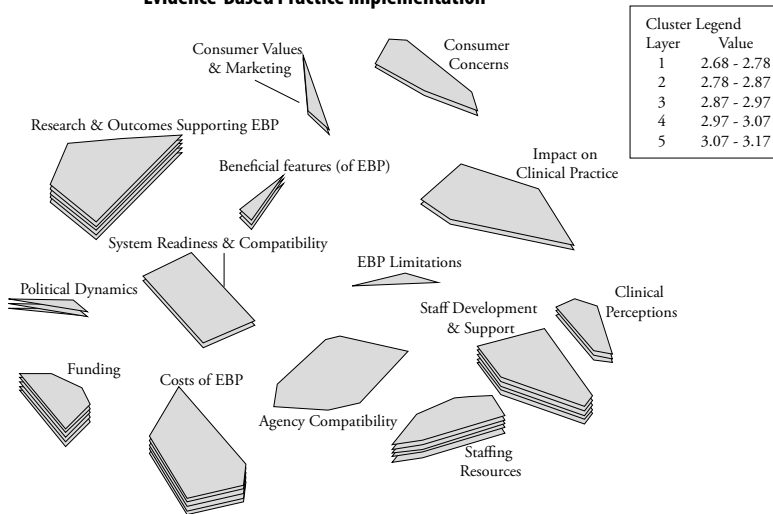 Evidence-Based Practice Implementation
Cluster Legend
Layer Value
1 2.68 - 2.78
2 2.78 - 2.87
3 2.87 - 2.97
4 2.97 - 3.07
5 3.07 - 3.17
Consumer Values
& Marketing
Consumer
Concerns
Research & Outcomes Supporting EBP
Beneficial features (of EBP)
Impact on
Clinical Practice
System Readiness & Compatibility
EBP Limitations
Political Dynamics
Staff Development
& Support
Clinical
Perceptions
Funding
Costs of EBP
Agency Compatibility
Staffing
Resources